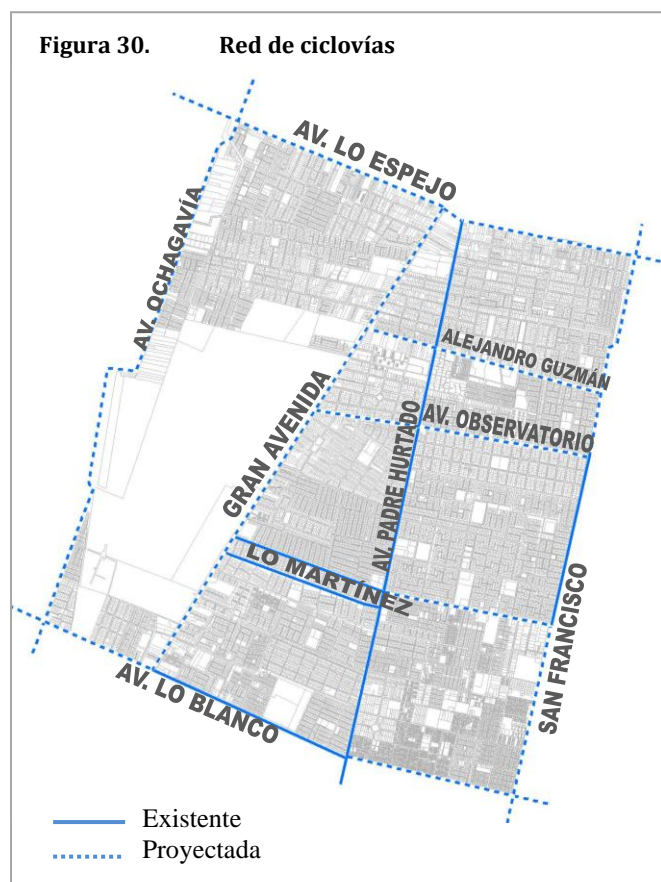 Figura 30. Red de ciclovías
AV. LO ESPEJO
AV. OCHAGAVÍA
ALEJANDRO GUZMÁN
GRAN AVENIDA
AV. PADRE HURTADO
AV. OBSERVATORIO
LO MARTÍNEZ
SAN FRANCISCO
AV. LO BLANCO
Existente
Proyectada